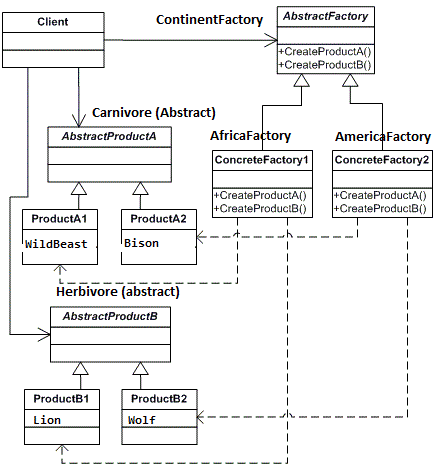 Client
ContinentFactory
AbstractFactory
+CreateProductA()
+CreateProductB()
Carnivore (Abstract)
AbstractProductA
AfricaFactory
AmericaFactory
ConcreteFactory1
ConcreteFactory2
+CreateProductA()
+CreateProductB()
+CreateProductA()
+CreateProductB()
ProductA1
ProductA2
WildBeast
Bison
Herbivore (abstract)
AbstractProductB
ProductB1
ProductB2
Lion
Wolf